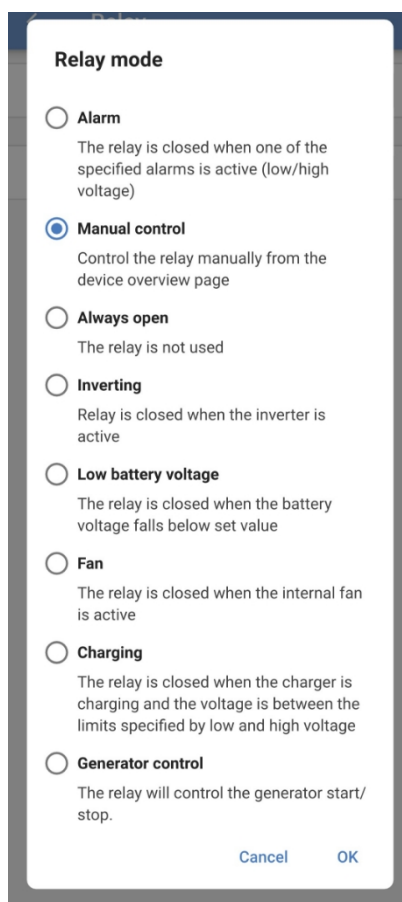 Relay
Relay mode
Alarm
The relay is closed when one of the
specified alarms is active (low/high
voltage)
Manual control
Control the relay manually from the
device overview page
Always open
The relay is not used
Inverting
Relay is closed when the inverter is
active
Low battery voltage
The relay is closed when the battery
voltage falls below set value
Fan
The relay is closed when the internal fan
is active
Charging
The relay is closed when the charger is
charging and the voltage is between the
limits specified by low and high voltage
Generator control
The relay will control the generator start/
stop.
Cancel OK